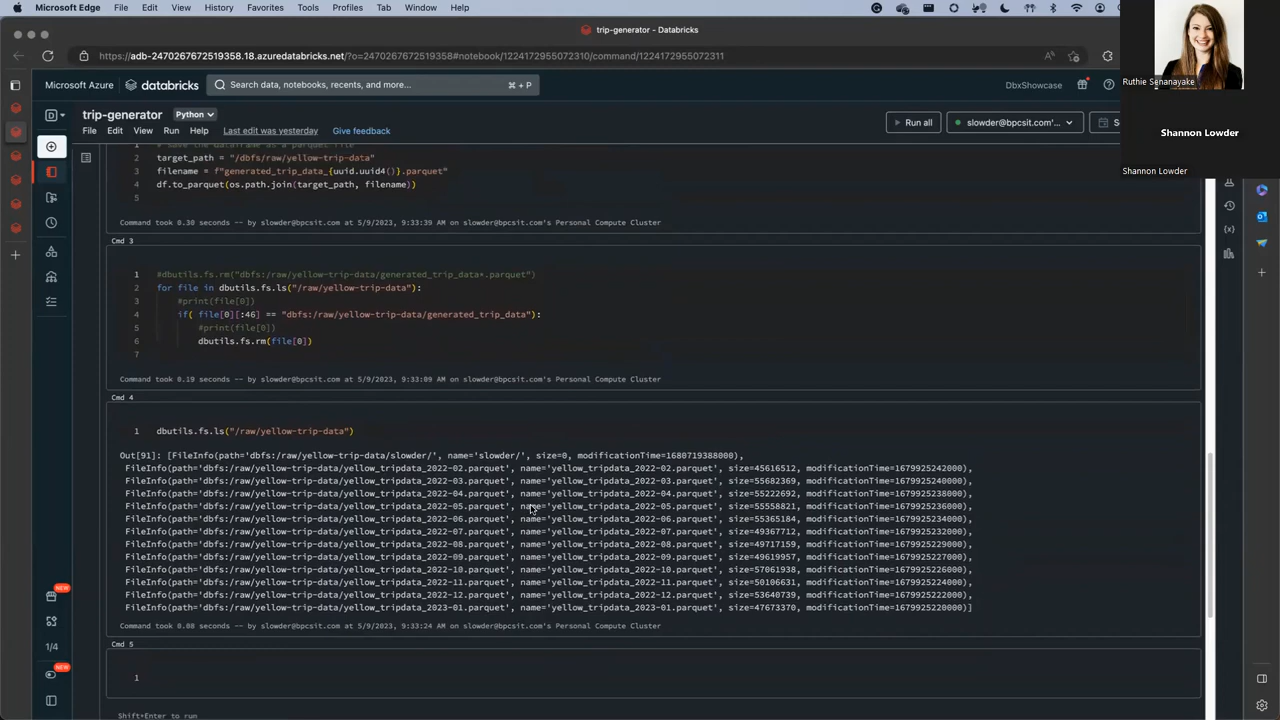 Microsoft Edge File Edit View History Favorites Tools Profiles Tab Window Help
trip-generator - Databricks
https://adb-2470267672519358.18.azuredatabricks.net/?o=2470267672519358#notebook/1224172955072310/command/1224172955072311
Ruthie Senanayake
Microsoft Azure databricks Search data, notebooks, recents, and more... ⌘ + P DbxShowcase
trip-generator Python
Run all slowder@bpcsit.com'...
Shannon Lowder
File Edit View Run Help Last edit was yesterday Give feedback
Shannon Lowder
1 # Save the dataframe as a parquet file
2 target_path = "/dbfs/raw/yellow-trip-data"
3 filename = f"generated_trip_data_{uuid.uuid4()}.parquet"
4 df.to_parquet(os.path.join(target_path, filename))
5
Command took 0.30 seconds -- by slowder@bpcsit.com at 5/9/2023, 9:33:39 AM on slowder@bpcsit.com's Personal Compute Cluster
Cmd 3
1 #dbutils.fs.rm("dbfs:/raw/yellow-trip-data/generated_trip_data*.parquet")
2 for file in dbutils.fs.ls("/raw/yellow-trip-data"):
3 #print(file[0])
4 if( file[0][:46] == "dbfs:/raw/yellow-trip-data/generated_trip_data"):
5 #print(file[0])
6 dbutils.fs.rm(file[0])
7
Command took 0.19 seconds -- by slowder@bpcsit.com at 5/9/2023, 9:33:09 AM on slowder@bpcsit.com's Personal Compute Cluster
Cmd 4
1 dbutils.fs.ls("/raw/yellow-trip-data")
Out[91]: [FileInfo(path='dbfs:/raw/yellow-trip-data/slowder/', name='slowder/', size=0, modificationTime=1680719388000),
FileInfo(path='dbfs:/raw/yellow-trip-data/yellow_tripdata_2022-02.parquet', name='yellow_tripdata_2022-02.parquet', size=45616512, modificationTime=1679925242000),
FileInfo(path='dbfs:/raw/yellow-trip-data/yellow_tripdata_2022-03.parquet', name='yellow_tripdata_2022-03.parquet', size=55682369, modificationTime=1679925240000),
FileInfo(path='dbfs:/raw/yellow-trip-data/yellow_tripdata_2022-04.parquet', name='yellow_tripdata_2022-04.parquet', size=55222692, modificationTime=1679925238000),
FileInfo(path='dbfs:/raw/yellow-trip-data/yellow_tripdata_2022-05.parquet', name='yellow_tripdata_2022-05.parquet', size=55558821, modificationTime=1679925236000),
FileInfo(path='dbfs:/raw/yellow-trip-data/yellow_tripdata_2022-06.parquet', name='yellow_tripdata_2022-06.parquet', size=55365184, modificationTime=1679925234000),
FileInfo(path='dbfs:/raw/yellow-trip-data/yellow_tripdata_2022-07.parquet', name='yellow_tripdata_2022-07.parquet', size=49367712, modificationTime=1679925232000),
FileInfo(path='dbfs:/raw/yellow-trip-data/yellow_tripdata_2022-08.parquet', name='yellow_tripdata_2022-08.parquet', size=49717159, modificationTime=1679925229000),
FileInfo(path='dbfs:/raw/yellow-trip-data/yellow_tripdata_2022-09.parquet', name='yellow_tripdata_2022-09.parquet', size=49619957, modificationTime=1679925227000),
FileInfo(path='dbfs:/raw/yellow-trip-data/yellow_tripdata_2022-10.parquet', name='yellow_tripdata_2022-10.parquet', size=57061938, modificationTime=1679925226000),
FileInfo(path='dbfs:/raw/yellow-trip-data/yellow_tripdata_2022-11.parquet', name='yellow_tripdata_2022-11.parquet', size=50106631, modificationTime=1679925224000),
FileInfo(path='dbfs:/raw/yellow-trip-data/yellow_tripdata_2022-12.parquet', name='yellow_tripdata_2022-12.parquet', size=53640739, modificationTime=1679925222000),
FileInfo(path='dbfs:/raw/yellow-trip-data/yellow_tripdata_2023-01.parquet', name='yellow_tripdata_2023-01.parquet', size=47673370, modificationTime=1679925220000)]
Command took 0.08 seconds -- by slowder@bpcsit.com at 5/9/2023, 9:33:24 AM on slowder@bpcsit.com's Personal Compute Cluster
NEW
Cmd 5
1/4
NEW
1
Shift+Enter to run